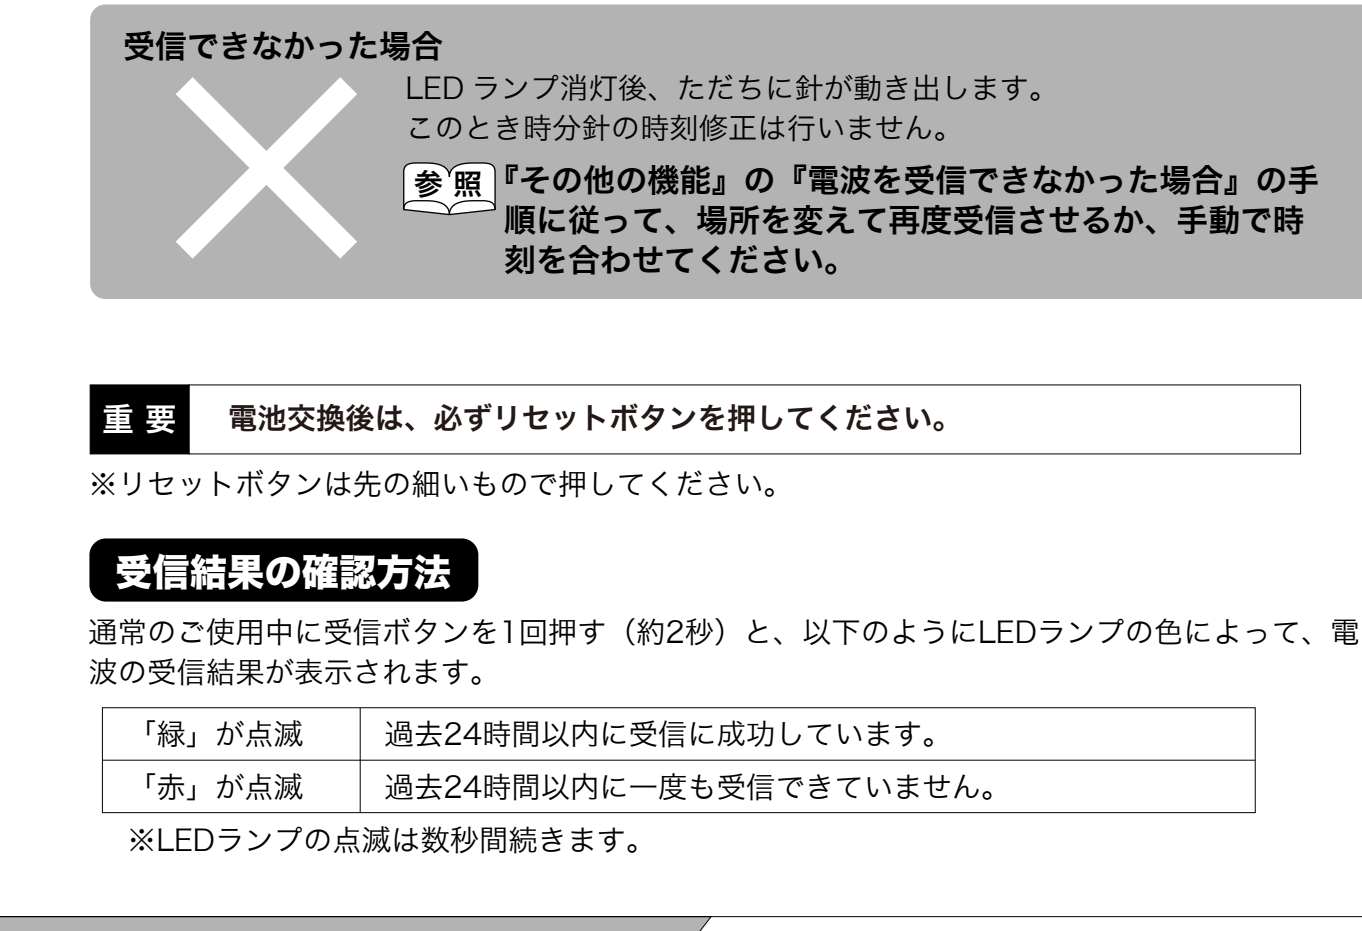 受信できなかった場合
LED ランプ消灯後、ただちに針が動き出します。
このとき時分針の時刻修正は行いません。
参照 『その他の機能』の『電波を受信できなかった場合』の手
順に従って、場所を変えて再度受信させるか、手動で時
刻を合わせてください。
重要 電池交換後は、必ずリセットボタンを押してください。
※リセットボタンは先の細いもので押してください。
受信結果の確認方法
通常のご使用中に受信ボタンを1回押す（約2秒）と、以下のようにLEDランプの色によって、電
波の受信結果が表示されます。
「緑」が点滅 過去24時間以内に受信に成功しています。
「赤」が点滅 過去24時間以内に一度も受信できていません。
※LEDランプの点滅は数秒間続きます。